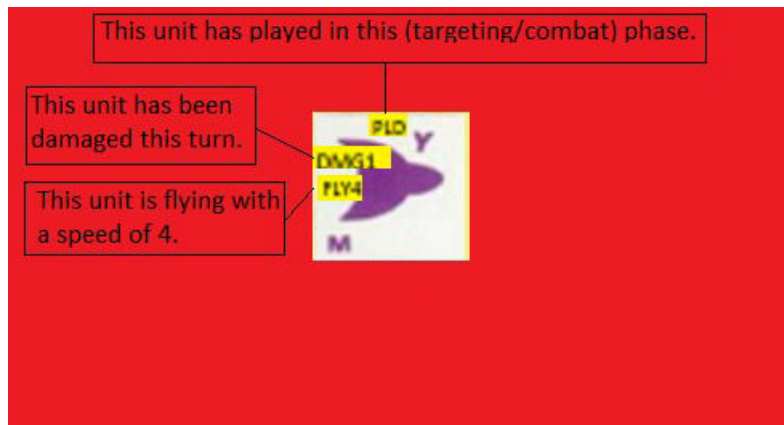 This unit has played in this (targeting/combat) phase.
This unit has been
damaged this turn.
PLD
Y
DMG1
FLY4
This unit is flying with
a speed of 4.
M